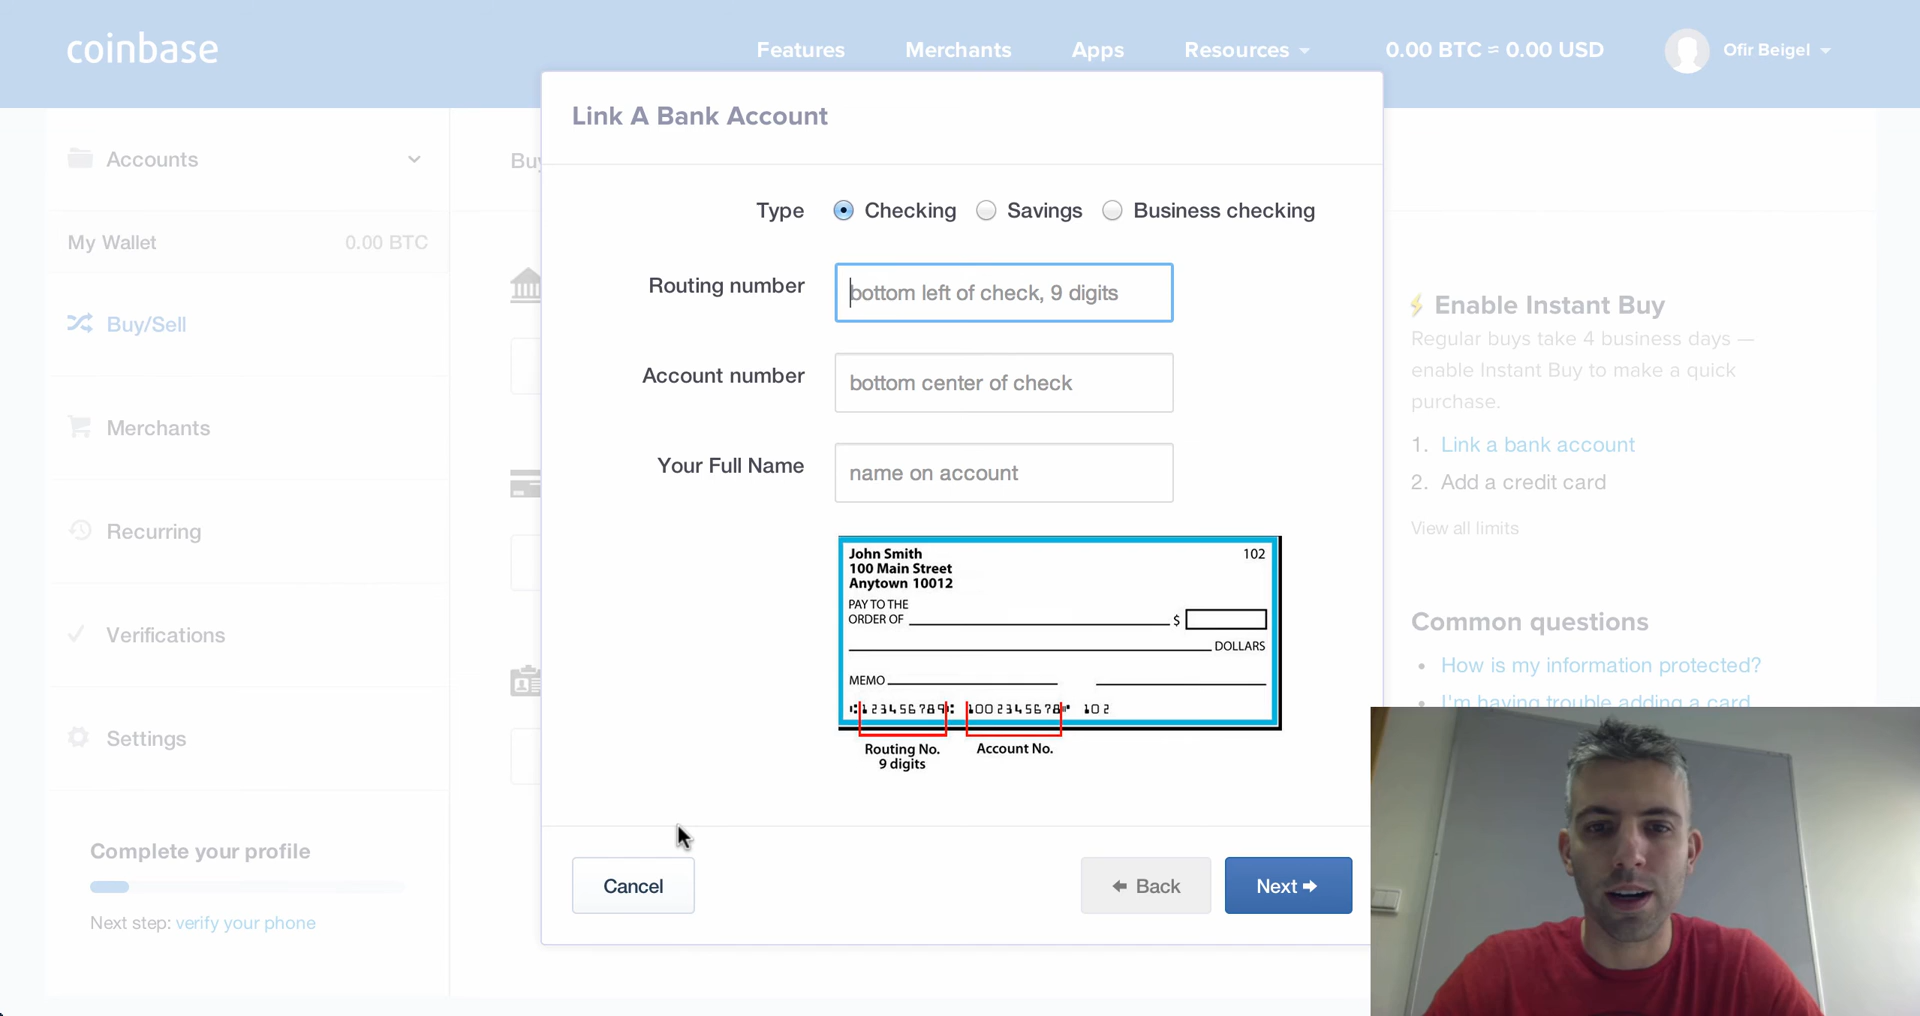 coinbase
Features
Merchants
Apps
Resources
0.00 BTC = 0.00 USD
Ofir Beigel
Accounts
My Wallet
0.00 BTC
Buy/Sell
Merchants
Recurring
Verifications
Settings
Complete your profile
Next step: verify your phone
Buy
Link A Bank Account
Type
Checking
Savings
Business checking
Routing number
bottom left of check, 9 digits
Account number
bottom center of check
Your Full Name
name on account
John Smith
102
100 Main Street
Anytown 10012
PAY TO THE
ORDER OF
$
DOLLARS
MEMO
123456789
1002345678
102
Routing No.
9 digits
Account No.
Cancel
Back
Next
Enable Instant Buy
Regular buys take 4 business days —
enable Instant Buy to make a quick
purchase.
1. Link a bank account
2. Add a credit card
View all limits
Common questions
• How is my information protected?
• I'm having trouble adding a card